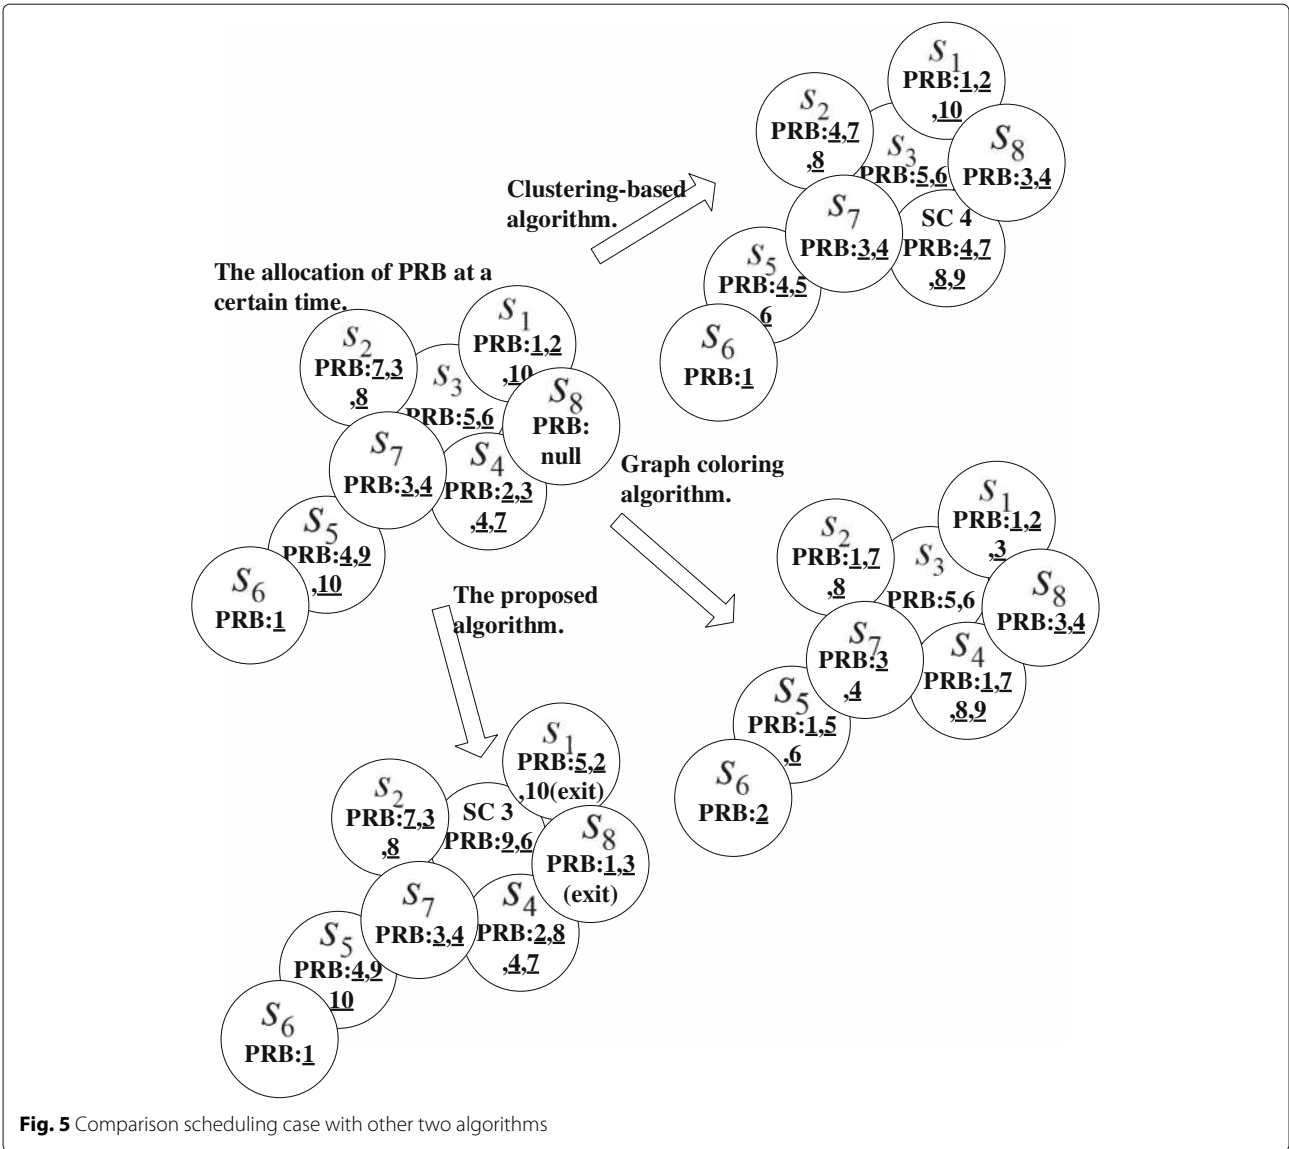 S1
PRB:1,2
,10
S2
PRB:4,7
,8
S3
PRB:5,6
S8
PRB:3,4
S7
PRB:3,4
SC 4
PRB:4,7
,8,9
S5
PRB:4,5
6
S6
PRB:1
Clustering-based
algorithm.
The allocation of PRB at a
certain time.
S1
PRB:1,2
,10
S2
PRB:7,3
,8
S3
PRB:5,6
S8
PRB:
null
S7
PRB:3,4
S4
PRB:2,3
,4,7
S5
PRB:4,9
,10
S6
PRB:1
Graph coloring
algorithm.
S1
PRB:1,2
,3
S2
PRB:1,7
,8
S3
PRB:5,6
S8
PRB:3,4
S7
PRB:3
,4
S4
PRB:1,7
,8,9
S5
PRB:1,5
,6
S6
PRB:2
The proposed
algorithm.
S1
PRB:5,2
,10(exit)
S2
PRB:7,3
,8
SC 3
PRB:9,6
S8
PRB:1,3
(exit)
S7
PRB:3,4
S4
PRB:2,8
,4,7
S5
PRB:4,9
10
S6
PRB:1
Fig. 5 Comparison scheduling case with other two algorithms